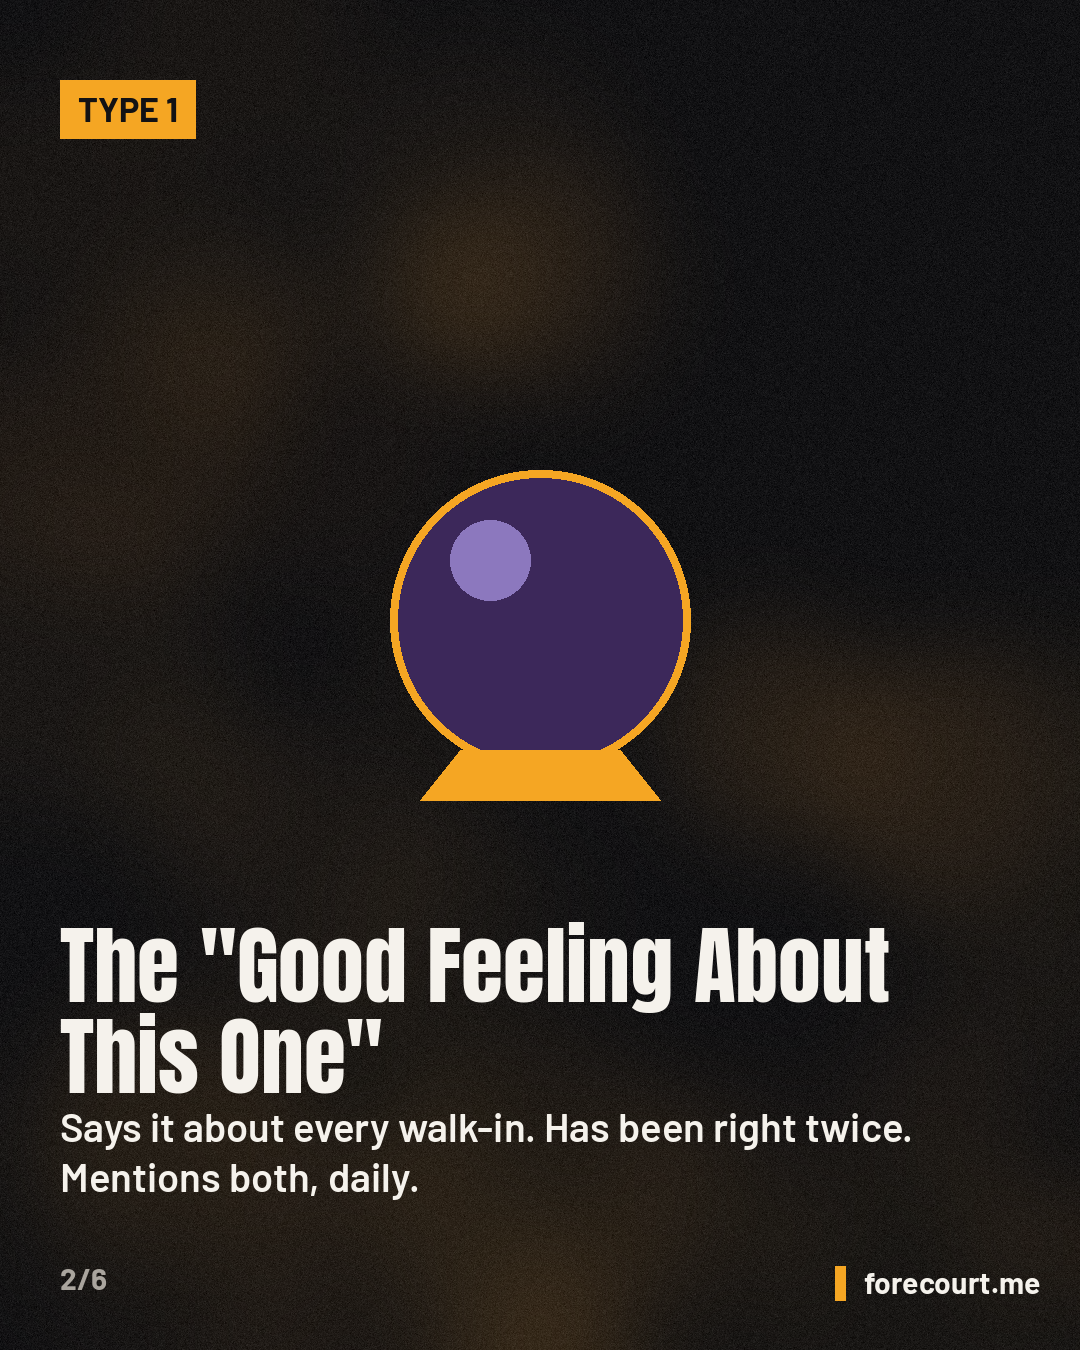 TYPE 1
The "Good Feeling About
This One"
Says it about every walk-in. Has been right twice.
Mentions both, daily.
2/6
forecourt.me